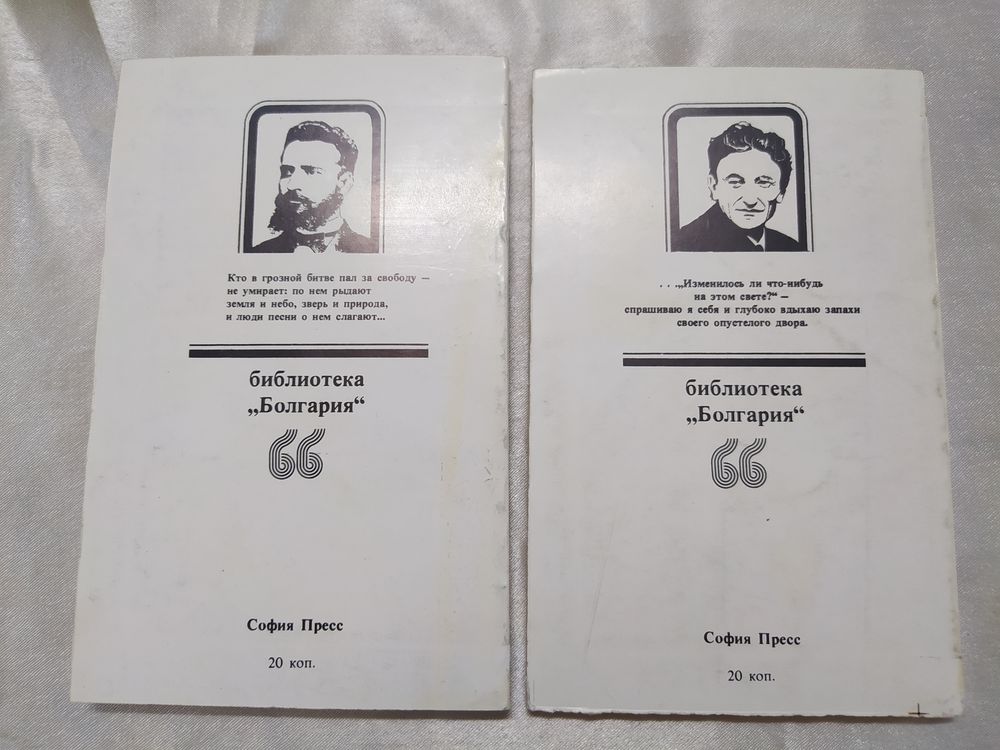 Кто в грозной битве пал за свободу —
не умирает: по нем рыдают
земля и небо, зверь и природа,
и люди песни о нем слагают...
библиотека
„Болгария“
бб
София Пресс
20 коп.
. . .„Изменилось ли что-нибудь
на этом свете?“ —
спрашиваю я себя и глубоко вдыхаю запахи
своего опустелого двора.
библиотека
„Болгария“
бб
София Пресс
20 коп.